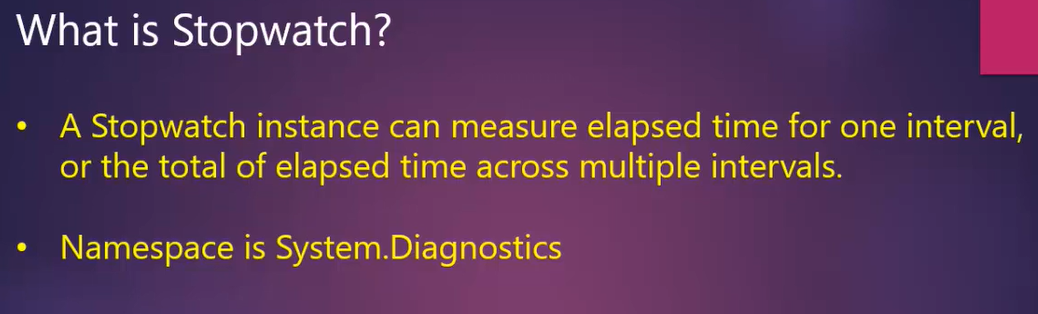 What is Stopwatch?
• A Stopwatch instance can measure elapsed time for one interval,
or the total of elapsed time across multiple intervals.
• Namespace is System.Diagnostics